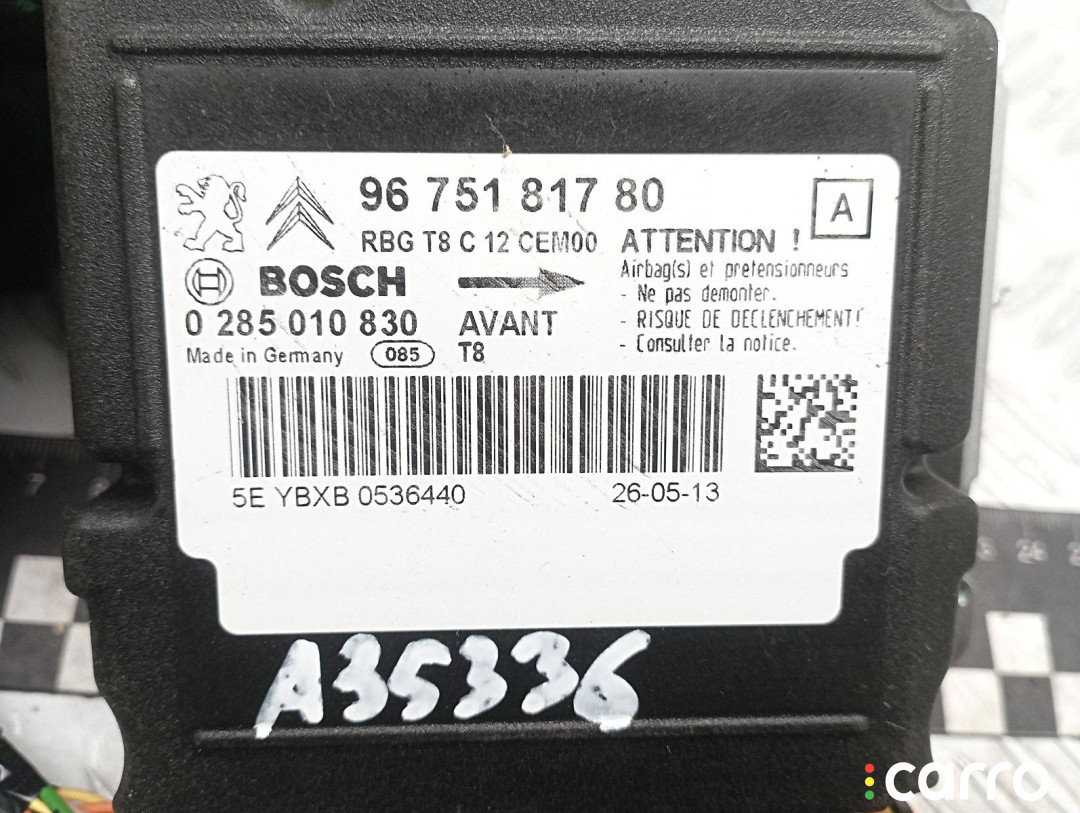 96 751 817 80
A
RBG T8 C 12 CEM00
ATTENTION !
Airbag(s) et pretensionneurs
- Ne pas demonter.
- RISQUE DE DECLENCHEMENT!
- Consulter la notice.
BOSCH
0 285 010 830
AVANT
Made in Germany
085
T8
5E YBXB 0536440
26-05-13
A35336
24
carro